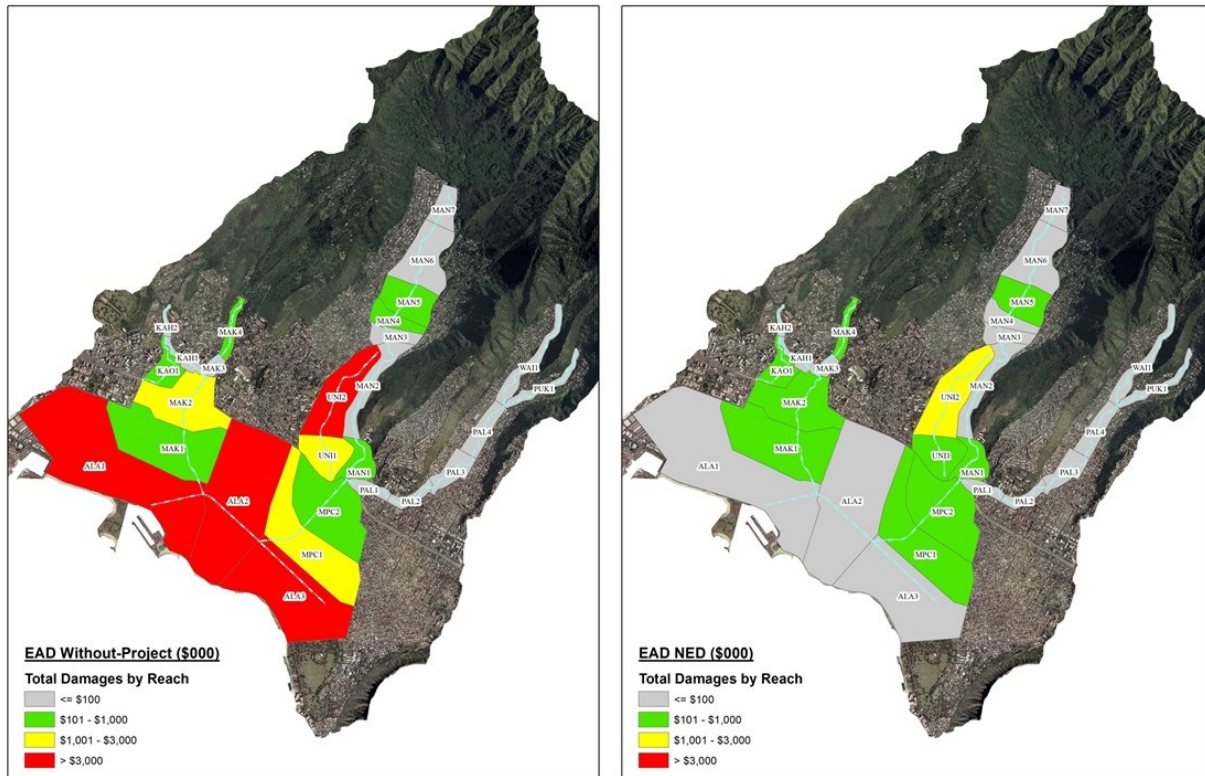 MAN7
MAN6
MAN5
MAN4
MAN3
KAH2
MAK4
KAH1
MAK3
KAO1
MAN2
WAI1
PUK1
MAK2
UNI2
PAL4
MAK1
UNI1
MAN1
PAL3
ALA1
PAL1
ALA2
PAL2
MPC2
MPC1
ALA3
EAD Without-Project ($000)
Total Damages by Reach
<= $100
$101 - $1,000
$1,001 - $3,000
> $3,000
MAN7
MAN6
MAN5
MAN4
MAN3
KAH2
MAK4
KAH1
MAK3
KAO1
MAN2
WAI1
PUK1
MAK2
UNI2
PAL4
MAK1
UNI1
MAN1
PAL3
ALA1
PAL1
ALA2
PAL2
MPC2
MPC1
ALA3
EAD NED ($000)
Total Damages by Reach
<= $100
$101 - $1,000
$1,001 - $3,000
> $3,000